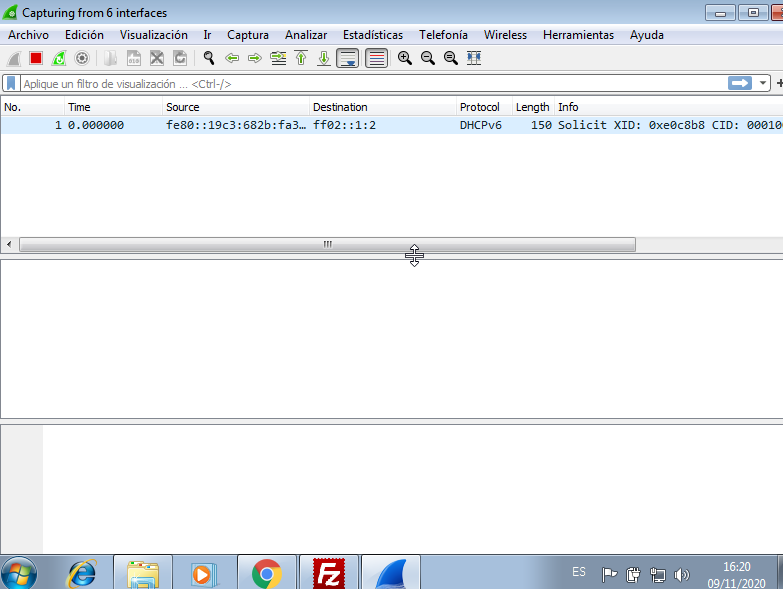 Capturing from 6 interfaces
Archivo Edición Visualización Ir Captura Analizar Estadísticas Telefonía Wireless Herramientas Ayuda
Aplique un filtro de visualización ... <Ctrl-/>
No. Time Source Destination Protocol Length Info
1 0.000000 fe80::19c3:682b:fa3… ff02::1:2 DHCPv6 150 Solicit XID: 0xe0c8b8 CID: 00010
ES
16:20
09/11/2020